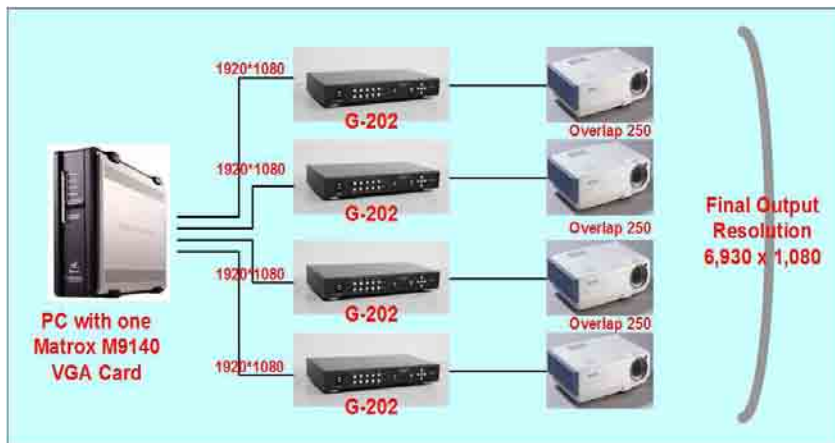 1920*1080
G-202
Overlap 250
1920*1080
G-202
Overlap 250
1920*1080
G-202
Overlap 250
1920*1080
G-202
PC with one
Matrox M9140
VGA Card
Final Output
Resolution
6,930 x 1,080